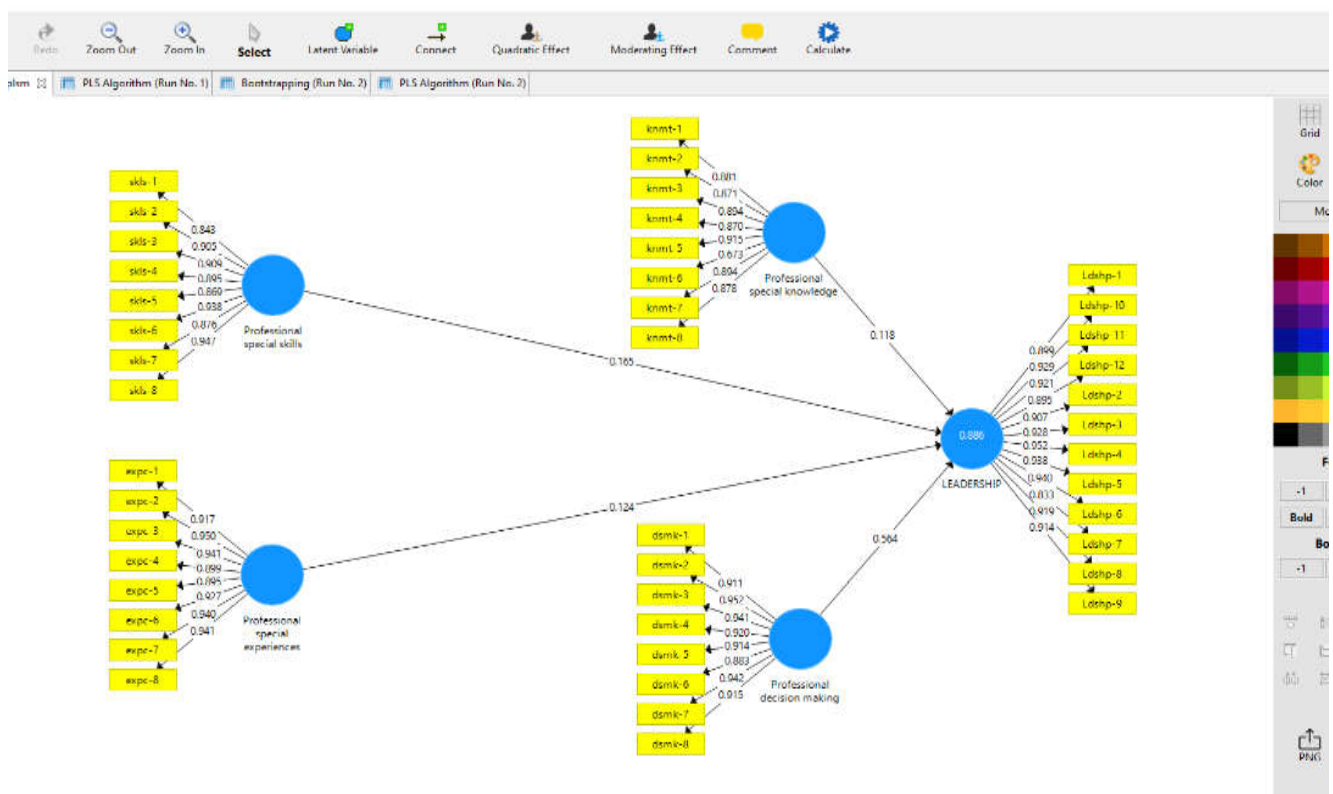 Redo
Zoom Out
Zoom In
Select
Latent Variable
Connect
Quadratic Effect
Moderating Effect
Comment
Calculate
plsm
PLS Algorithm (Run No. 1)
Bootstrapping (Run No. 2)
PLS Algorithm (Run No. 2)
skls-1
skls-2
skls-3
skls-4
skls-5
skls-6
skls-7
skls-8
0.843
0.905
0.909
0.895
0.869
0.938
0.876
0.947
Professional
special skills
knmt-1
knmt-2
knmt-3
knmt-4
knmt-5
knmt-6
knmt-7
knmt-8
0.881
0.871
0.894
0.870
0.915
0.673
0.894
0.878
Professional
special knowledge
expc-1
expc-2
expc-3
expc-4
expc-5
expc-6
expc-7
expc-8
0.917
0.950
0.941
0.899
0.895
0.927
0.940
0.941
Professional
special
experiences
dsmk-1
dsmk-2
dsmk-3
dsmk-4
dsmk-5
dsmk-6
dsmk-7
dsmk-8
0.911
0.952
0.941
0.920
0.914
0.883
0.942
0.915
Professional
decision making
0.165
0.118
0.124
0.564
0.886
LEADERSHIP
0.899
0.929
0.921
0.895
0.907
0.928
0.952
0.938
0.940
0.833
0.919
0.914
Ldshp-1
Ldshp-10
Ldshp-11
Ldshp-12
Ldshp-2
Ldshp-3
Ldshp-4
Ldshp-5
Ldshp-6
Ldshp-7
Ldshp-8
Ldshp-9
Grid
Color
-1
Bold
-1
PNG